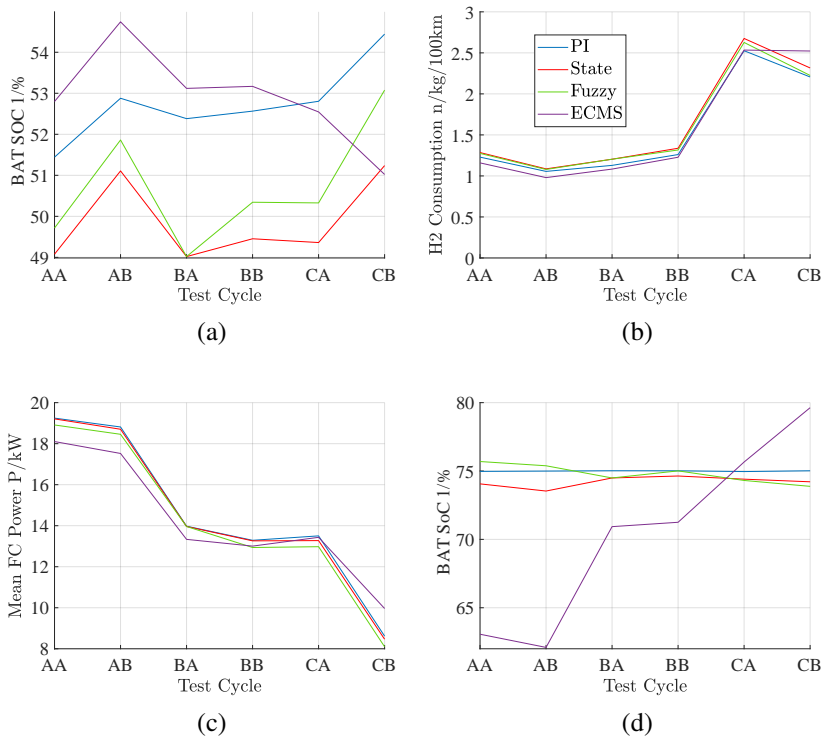 54
53
52
51
50
49
BAT SOC 1/%
AA AB BA BB CA CB
Test Cycle
(a)
3
2.5
2
1.5
1
0.5
0
H2 Consumption n/kg/100km
PI
State
Fuzzy
ECMS
AA AB BA BB CA CB
Test Cycle
(b)
20
18
16
14
12
10
8
Mean FC Power P/kW
AA AB BA BB CA CB
Test Cycle
(c)
80
75
70
65
BAT SoC 1/%
AA AB BA BB CA CB
Test Cycle
(d)